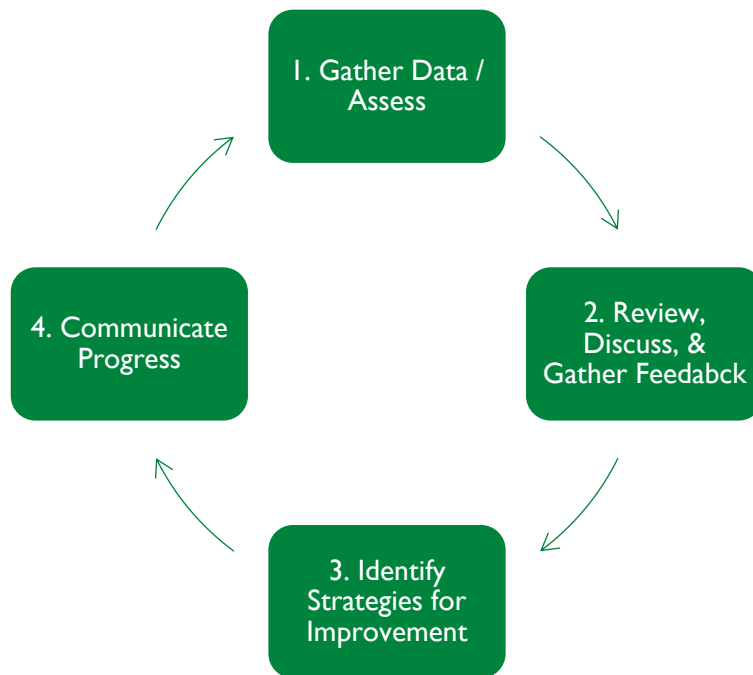 1. Gather Data /
Assess
2. Review,
Discuss, &
Gather Feedabck
3. Identify
Strategies for
Improvement
4. Communicate
Progress